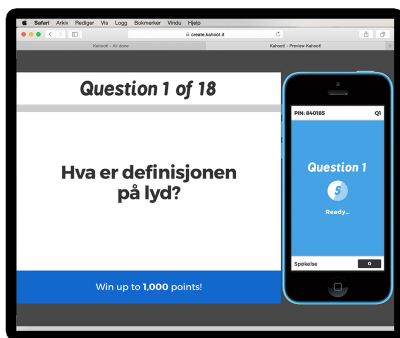 Safari Arkiv Rediger Vis Logg Bokmerker Vindu Hjelp
create.kahoot.it
Kahoot! - All done
Kahoot! - Preview Kahoot!
Question 1 of 18
Hva er definisjonen
på lyd?
Win up to 1,000 points!
PIN: 840185 Q1
Question 1
5
Ready...
Spøkelse 0